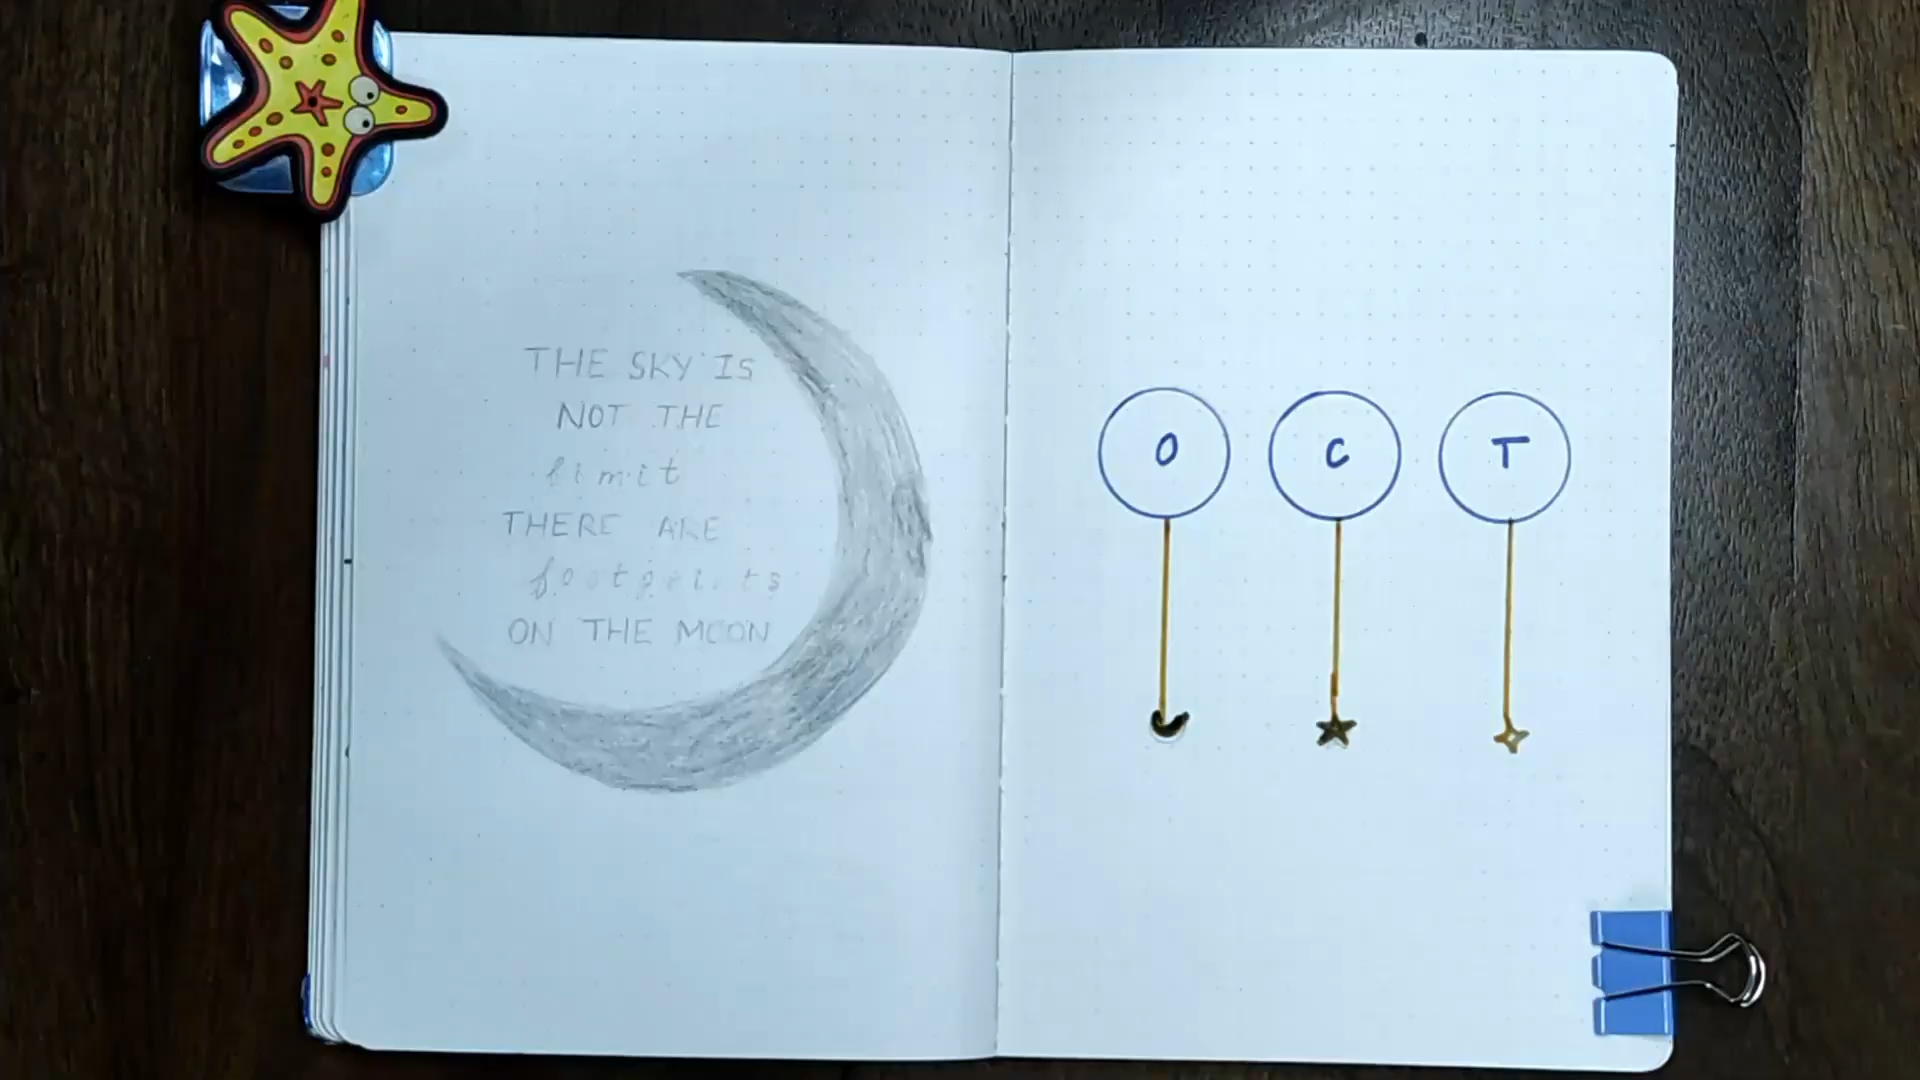 THE SKY IS
NOT THE
limit
THERE ARE
footprints
ON THE MOON
O C T